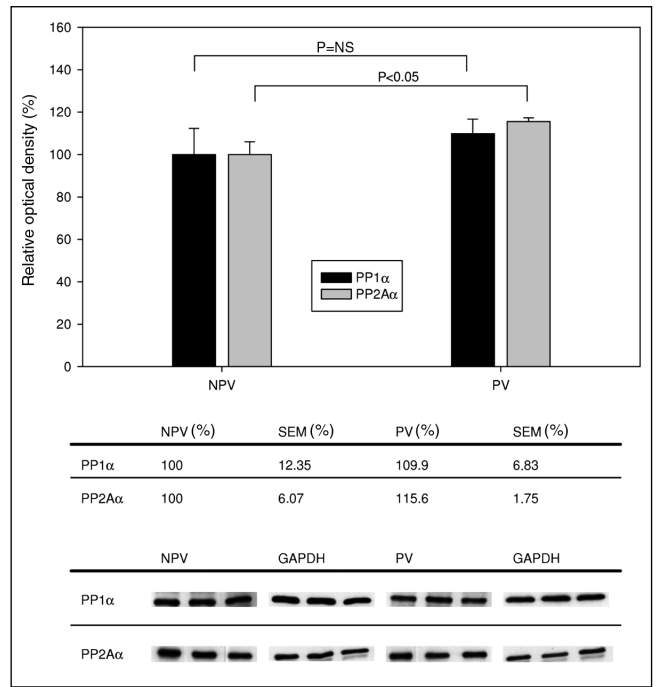 160
140
120
100
80
60
40
20
0
Relative optical density (%)
P=NS
P<0.05
PP1α
PP2Aα
NPV PV
NPV (%) SEM (%) PV (%) SEM (%)
PP1α 100 12.35 109.9 6.83
PP2Aα 100 6.07 115.6 1.75
NPV GAPDH PV GAPDH
PP1α
PP2Aα